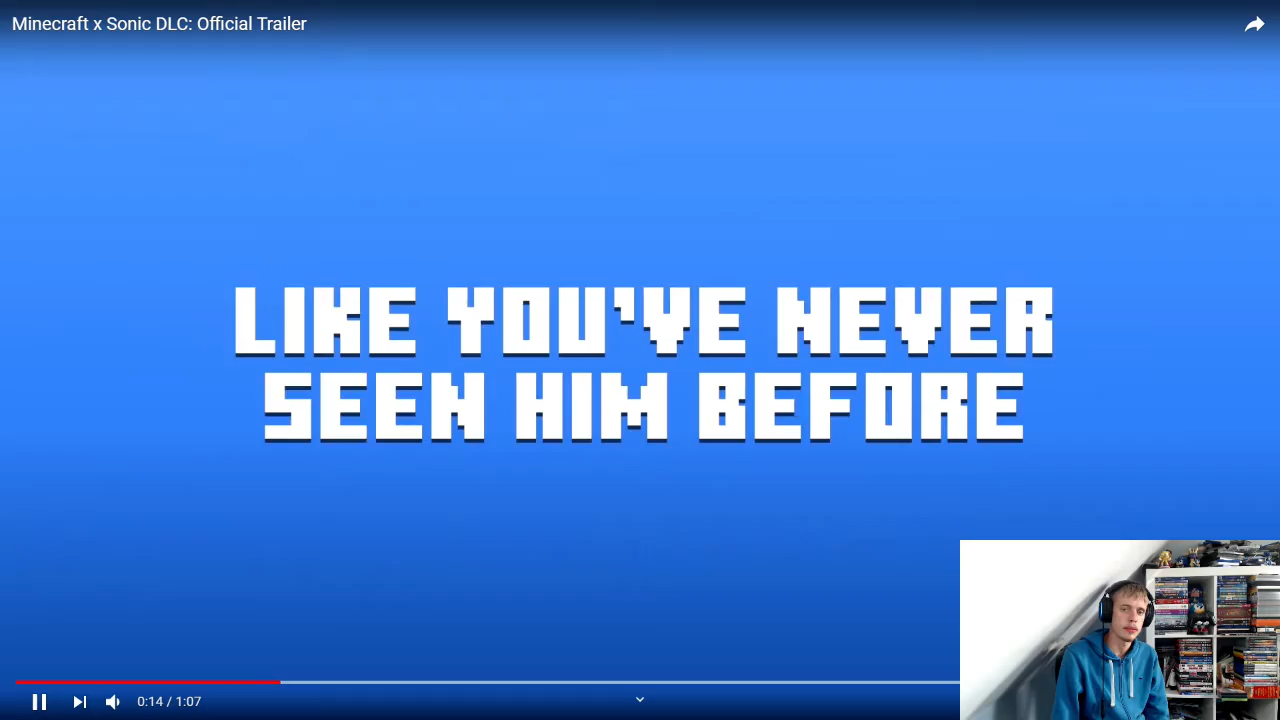 Minecraft x Sonic DLC: Official Trailer
LIKE YOU'VE NEVER
SEEN HIM BEFORE
0:14 / 1:07